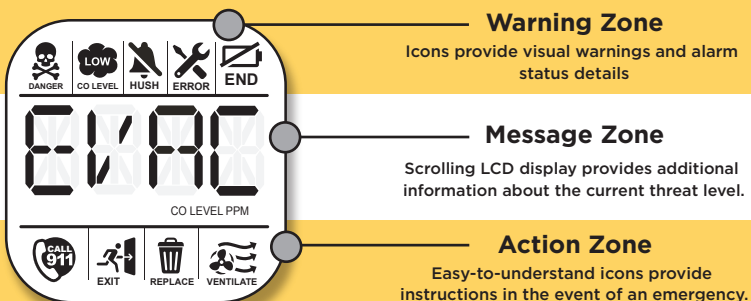 Warning Zone
Icons provide visual warnings and alarm
status details
LOW
DANGER
CO LEVEL
HUSH
ERROR
END
EVAC
Message Zone
Scrolling LCD display provides additional
information about the current threat level.
CO LEVEL PPM
CALL
911
EXIT
REPLACE
VENTILATE
Action Zone
Easy-to-understand icons provide
instructions in the event of an emergency.